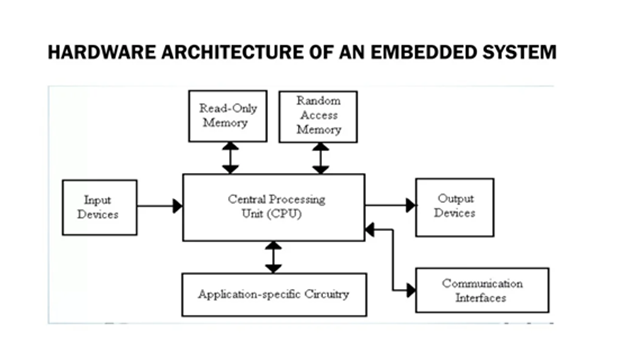 HARDWARE ARCHITECTURE OF AN EMBEDDED SYSTEM
Read-Only
Memory
Random
Access
Memory
Input
Devices
Central Processing
Unit (CPU)
Output
Devices
Application-specific Circuitry
Communication
Interfaces